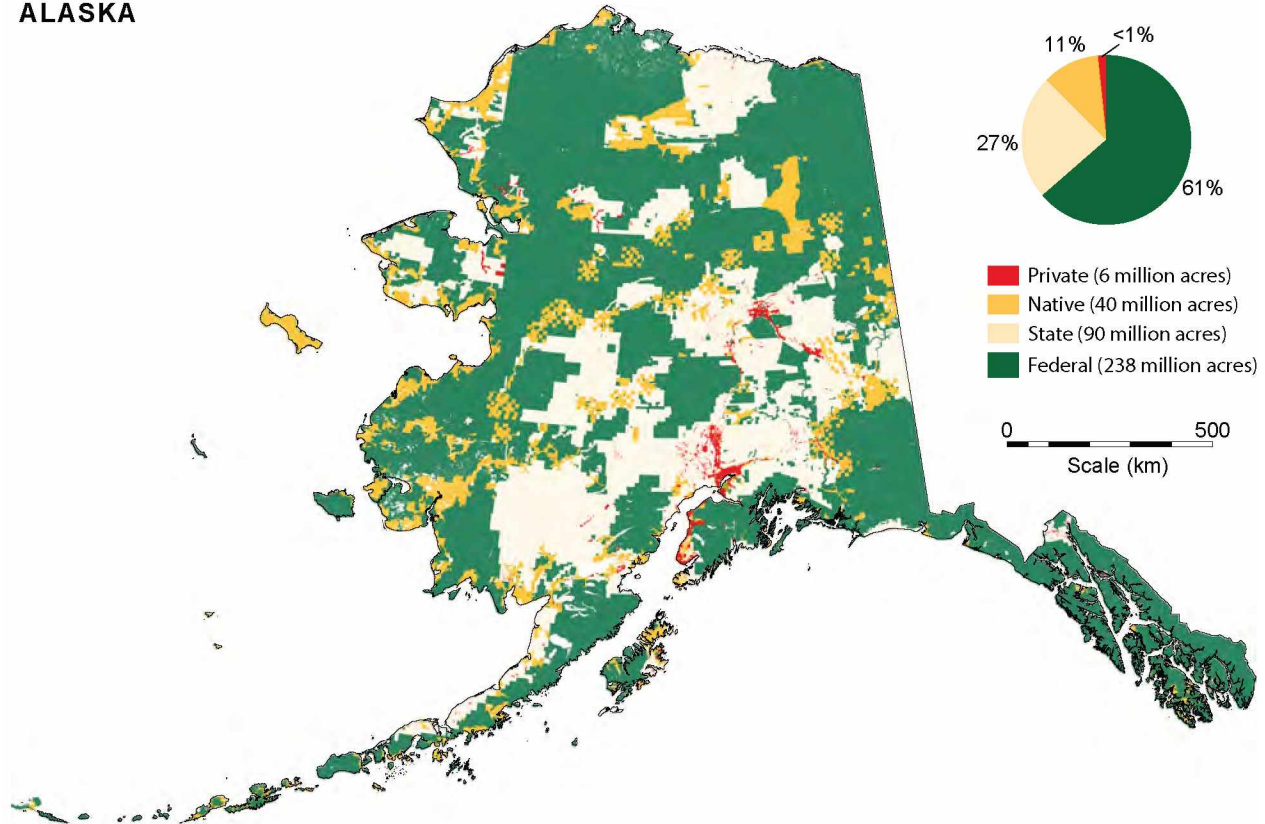 ALASKA
11%
<1%
27%
61%
Private (6 million acres)
Native (40 million acres)
State (90 million acres)
Federal (238 million acres)
0 500
Scale (km)